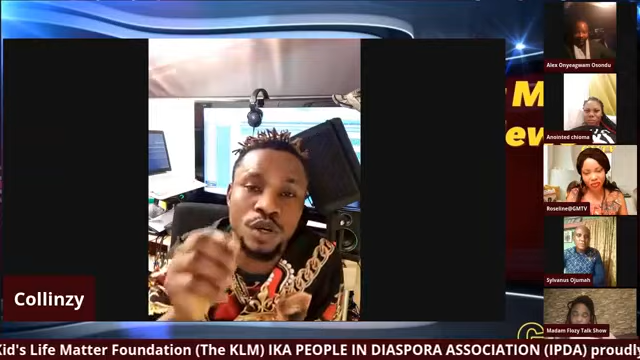 Alex Onyeagwam Osondu
Anointed chioma
Roseline@GMTV
Sylvanus Ojumah
Madam Flozy Talk Show
Collinzy
Kid's Life Matter Foundation (The KLM) IKA PEOPLE IN DIASPORA ASSOCIATION (IPDA) proudly